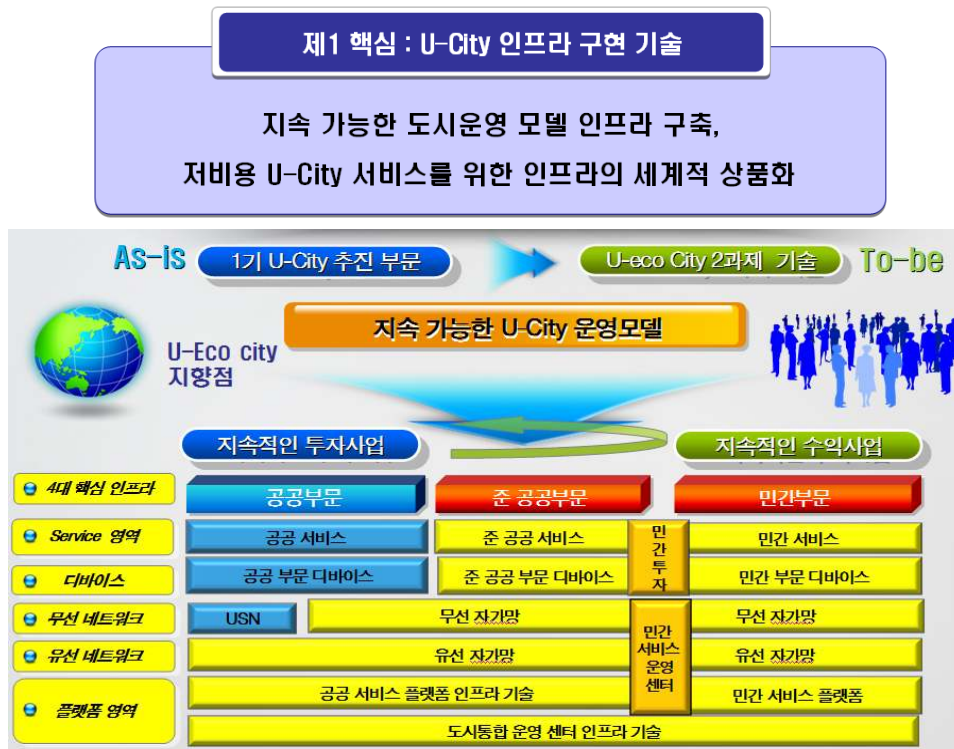 제1 핵심 : U-City 인프라 구현 기술
지속 가능한 도시운영 모델 인프라 구축,
저비용 U-City 서비스를 위한 인프라의 세계적 상품화
As-is 1기 U-City 추진 부문 U-eco City 2과제 기술 To-be
지속 가능한 U-City 운영모델
U-Eco city
지향점
지속적인 투자사업 지속적인 수익사업
4대 핵심 인프라 공공부문 준 공공부문 민간부문
Service 영역 공공 서비스 준 공공 서비스 민간투자 민간 서비스
디바이스 공공 부문 디바이스 준 공공 부문 디바이스 민간 부문 디바이스
무선 네트워크 USN 무선 자가망 무선 자가망
민간
서비스
운영
센터
유선 네트워크 유선 자가망 유선 자가망
플랫폼 영역 공공 서비스 플랫폼 인프라 기술 민간 서비스 플랫폼
도시통합 운영 센터 인프라 기술